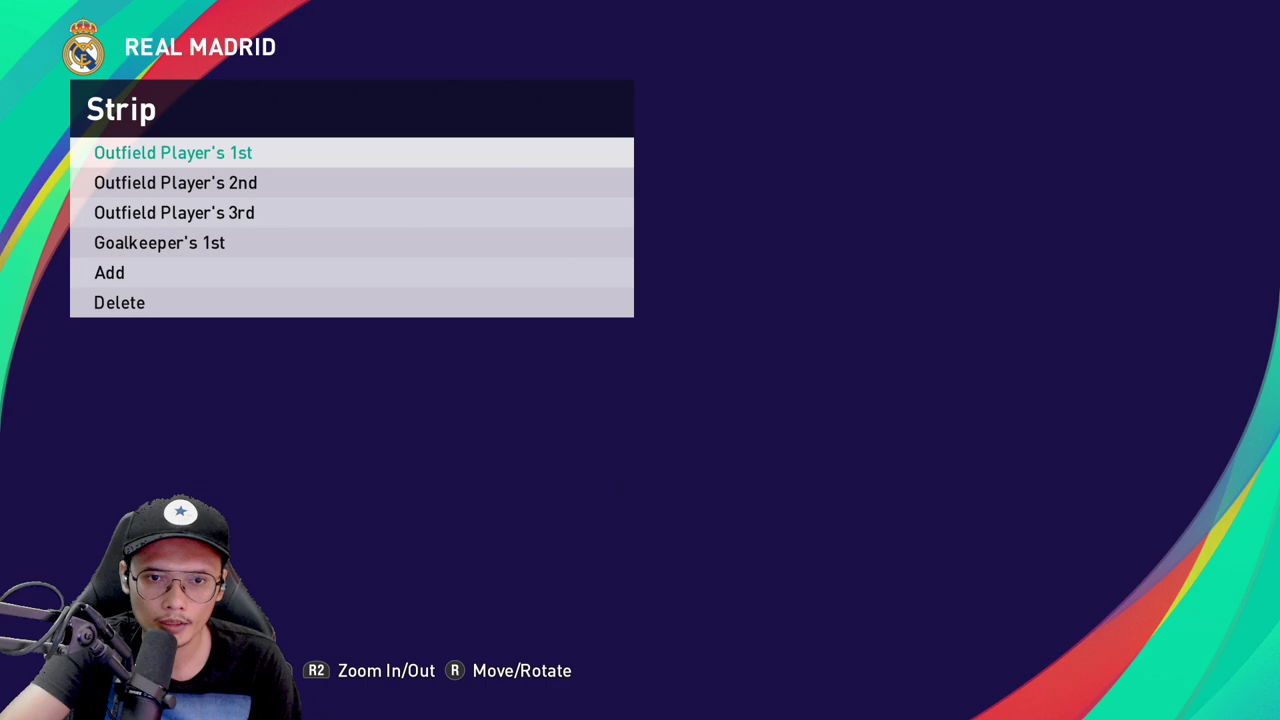 REAL MADRID
Strip
Outfield Player's 1st
Outfield Player's 2nd
Outfield Player's 3rd
Goalkeeper's 1st
Add
Delete
R2 Zoom In/Out R Move/Rotate